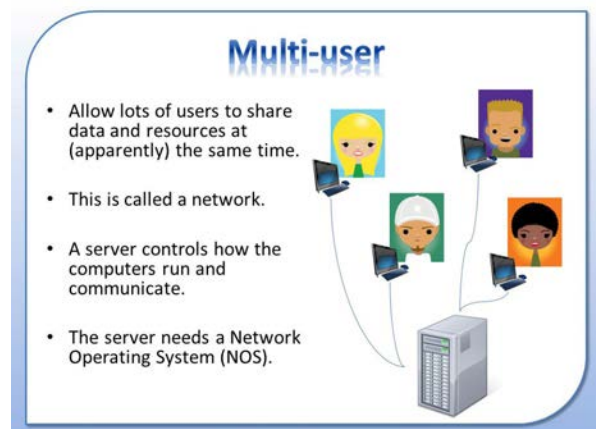 Multi-user
• Allow lots of users to share
data and resources at
(apparently) the same time.
• This is called a network.
• A server controls how the
computers run and
communicate.
• The server needs a Network
Operating System (NOS).